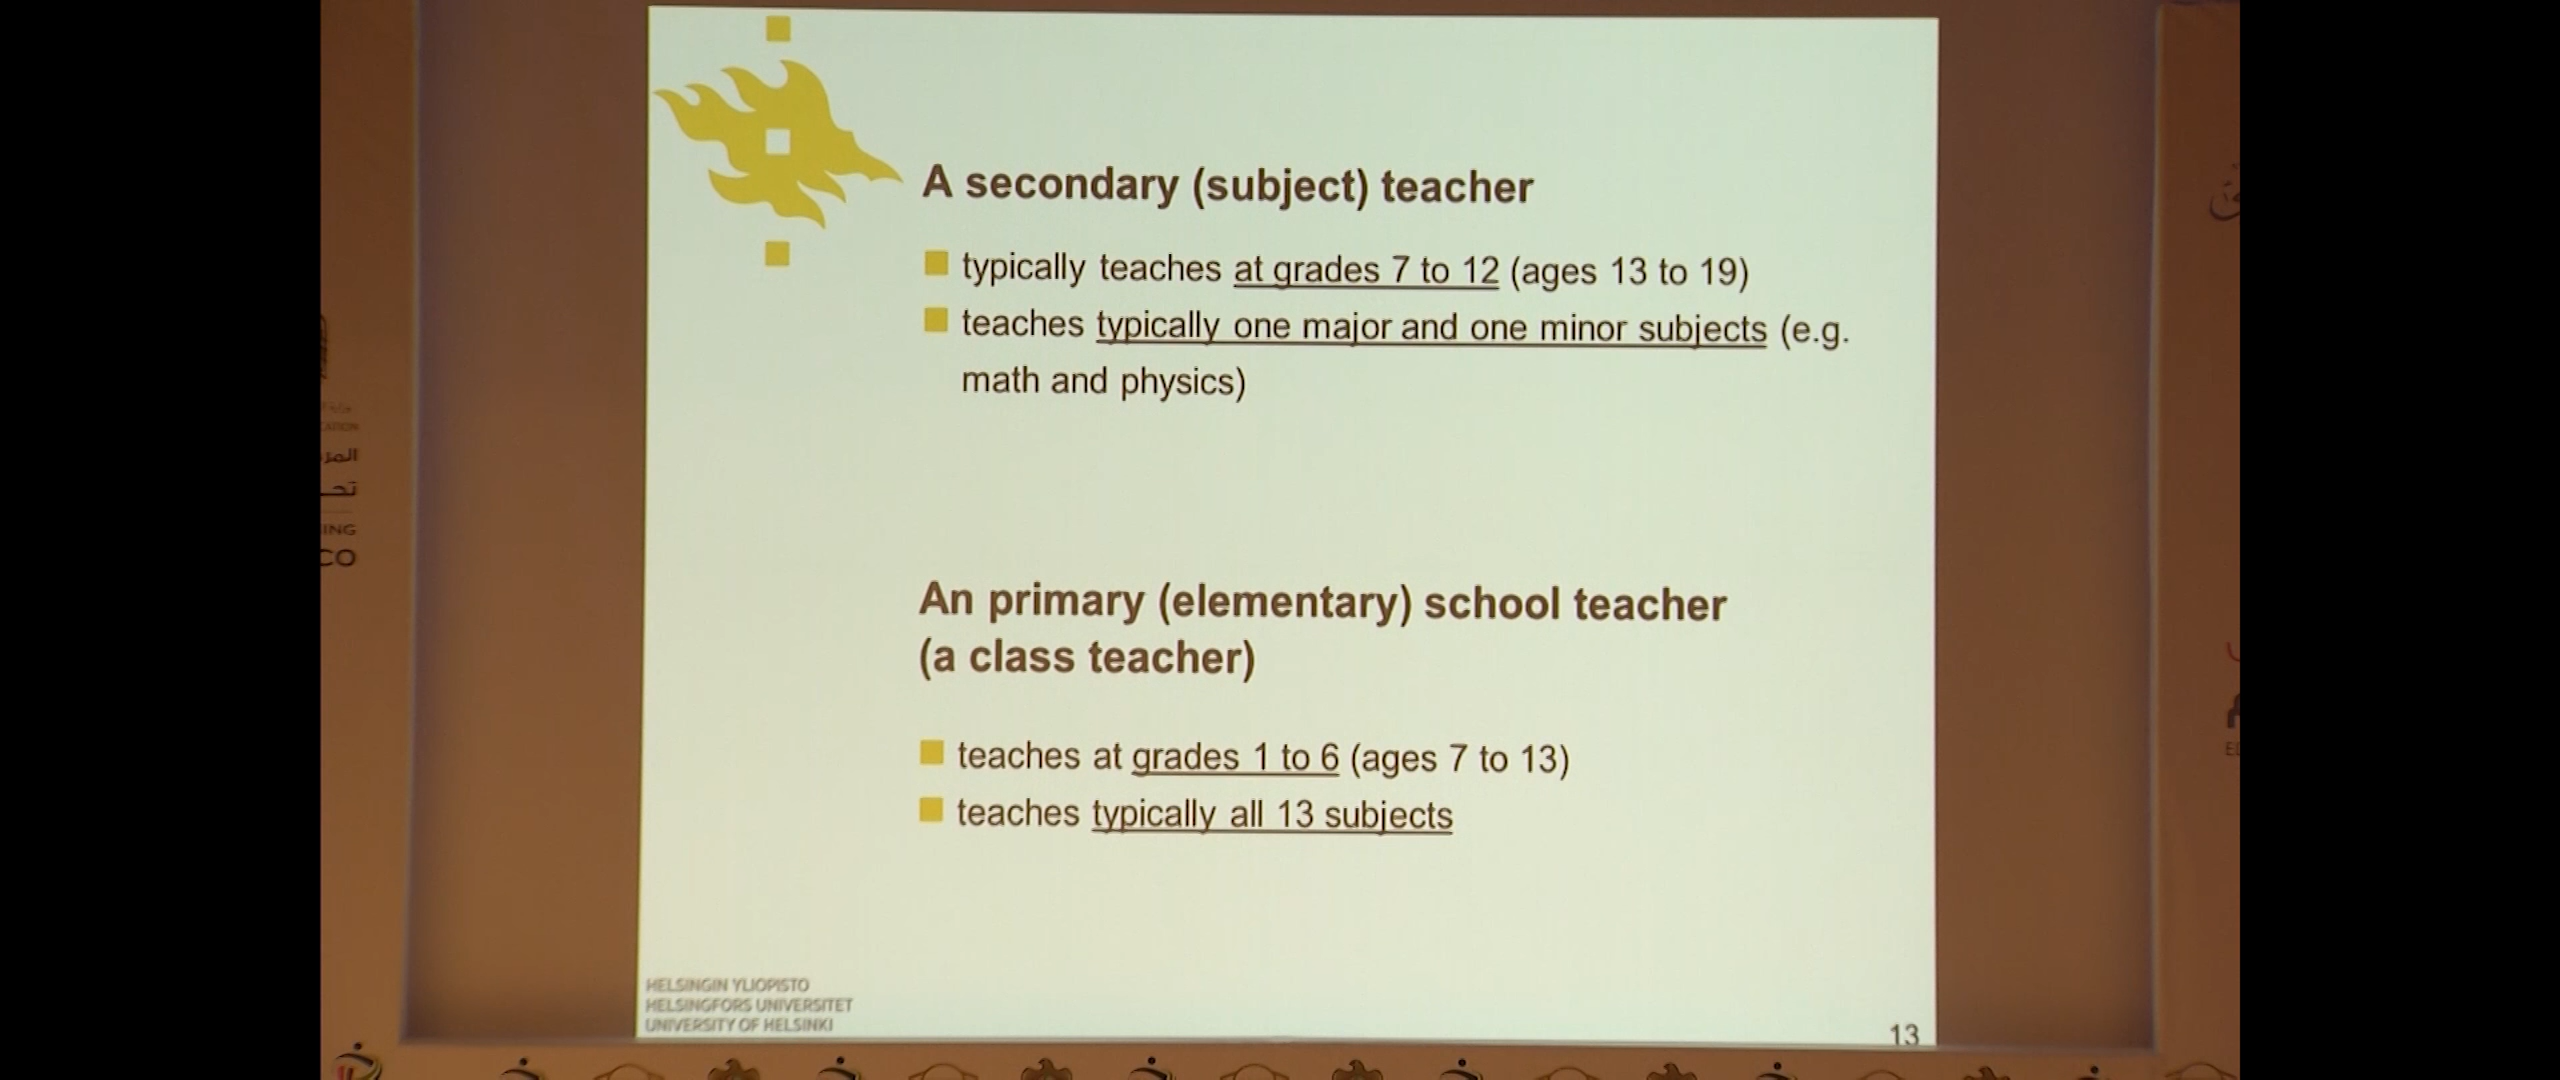 A secondary (subject) teacher
typically teaches at grades 7 to 12 (ages 13 to 19)
teaches typically one major and one minor subjects (e.g.
math and physics)
An primary (elementary) school teacher
(a class teacher)
teaches at grades 1 to 6 (ages 7 to 13)
teaches typically all 13 subjects
HELSINGIN YLIOPISTO
HELSINGFORS UNIVERSITET
UNIVERSITY OF HELSINKI
13